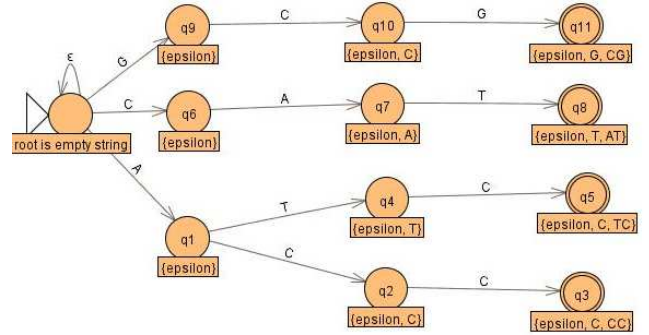 q9
C
q10
G
q11
{epsilon}
{epsilon, C}
{epsilon, G, CG}
ε
G
C
q6
A
q7
T
q8
root is empty string
{epsilon}
{epsilon, A}
{epsilon, T, AT}
A
q1
T
q4
C
q5
{epsilon}
{epsilon, T}
{epsilon, C, TC}
C
q2
C
q3
{epsilon, C}
{epsilon, C, CC}